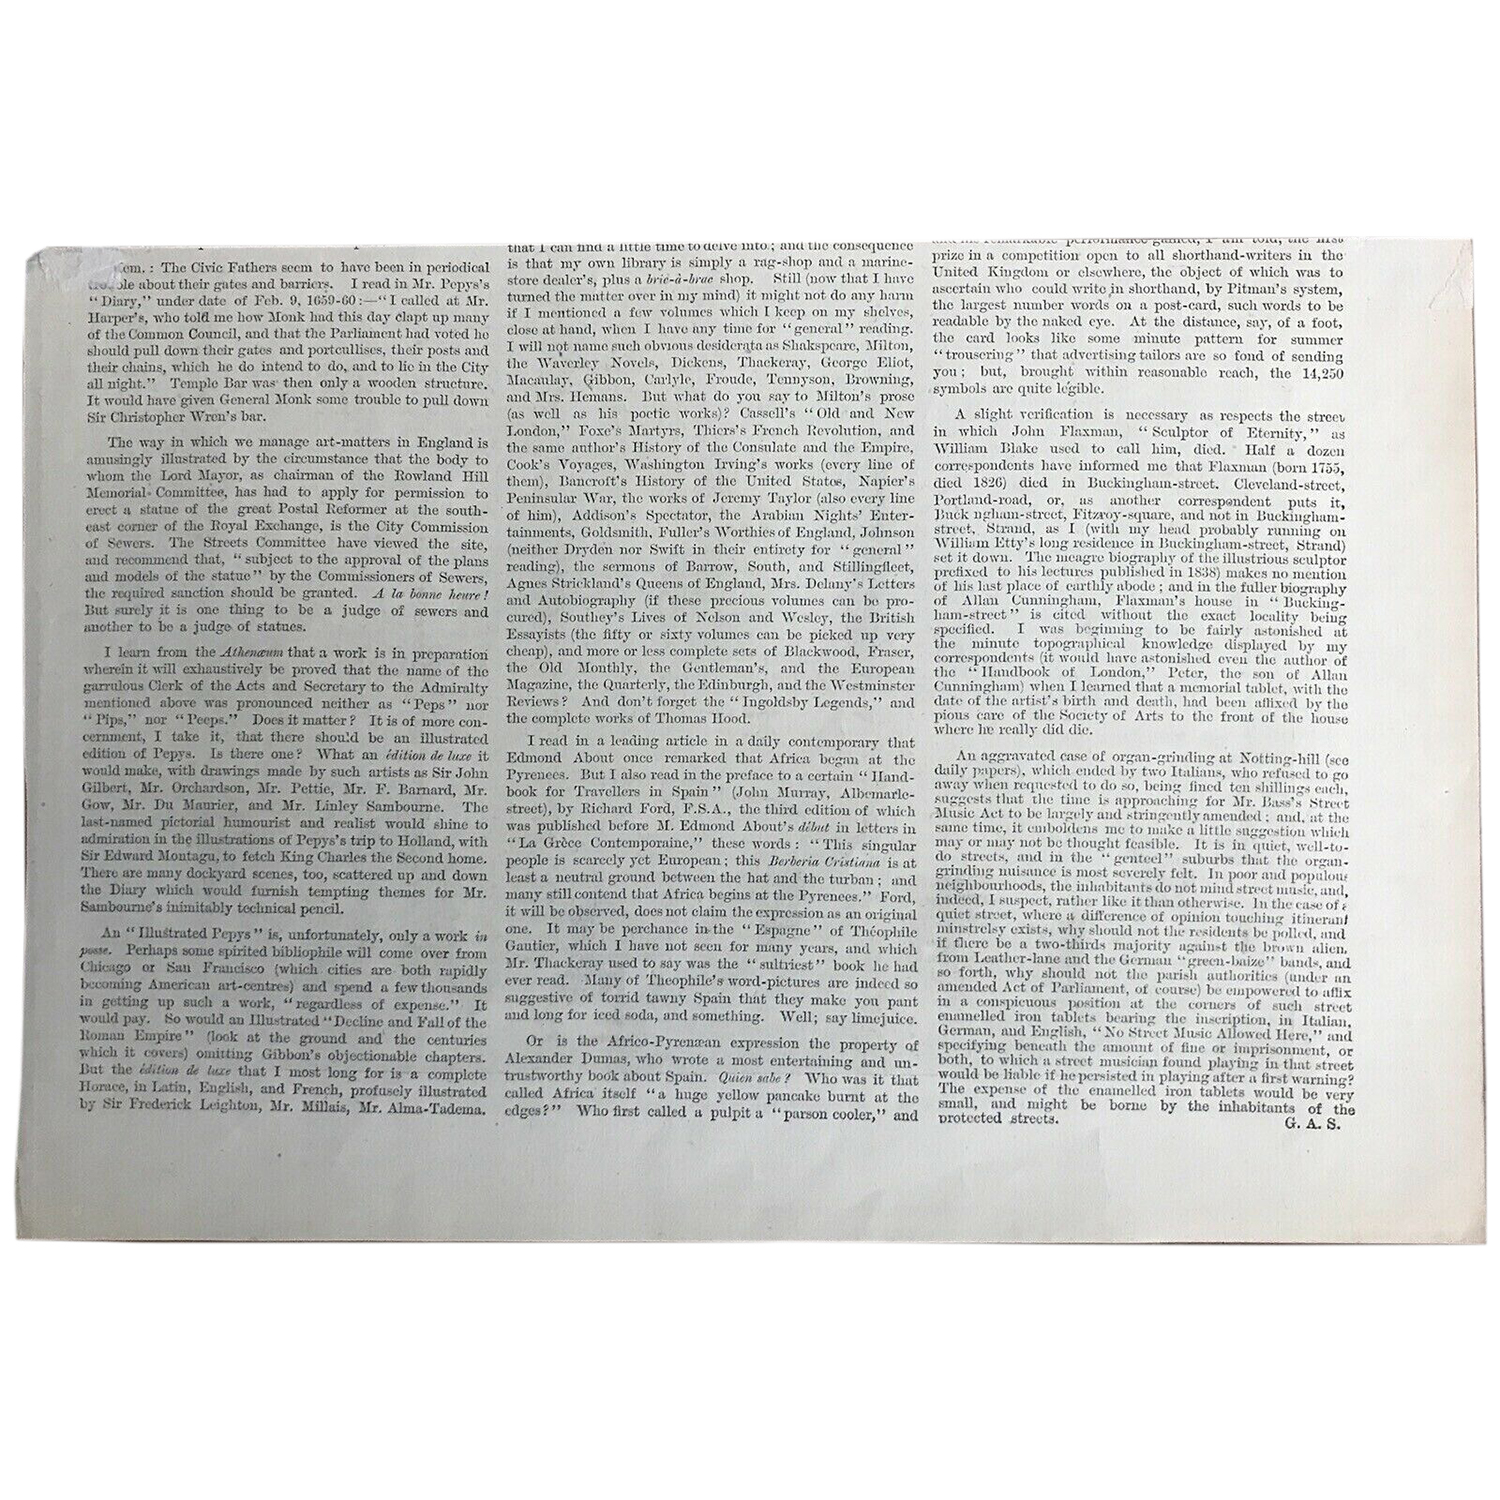 The Civic Fathers seem to have been in periodical
about their gates and barriers. I read in Mr. Pepys's
"Diary," under date of Feb. 9, 1659-60:—"I called at Mr.
Harper's, who told me how Monk had this day clapt up many
of the Common Council, and that the Parliament had voted he
should pull down their gates and portcullises, their posts and
their chains, which he do intend to do, and to lie in the City
all night." Temple Bar was then only a wooden structure.
It would have given General Monk some trouble to pull down
Sir Christopher Wren's bar.
The way in which we manage art-matters in England is
amusingly illustrated by the circumstance that the body to
whom the Lord Mayor, as chairman of the Rowland Hill
Memorial Committee, has had to apply for permission to
erect a statue of the great Postal Reformer at the south-
east corner of the Royal Exchange, is the City Commission
of Sewers. The Streets Committee have viewed the site,
and recommend that, "subject to the approval of the plans
and models of the statue" by the Commissioners of Sewers,
the required sanction should be granted. A la bonne heure!
But surely it is one thing to be a judge of sewers and
another to be a judge of statues.
I learn from the Athenæum that a work is in preparation
wherein it will exhaustively be proved that the name of the
garrulous Clerk of the Acts and Secretary to the Admiralty
mentioned above was pronounced neither as "Peps" nor
"Pips," nor "Peeps." Does it matter? It is of more con-
cernment, I take it, that there should be an illustrated
edition of Pepys. Is there one? What an édition de luxe it
would make, with drawings made by such artists as Sir John
Gilbert, Mr. Orchardson, Mr. Pettie, Mr. F. Barnard, Mr.
Gow, Mr. Du Maurier, and Mr. Linley Sambourne. The
last-named pictorial humourist and realist would shine to
admiration in the illustrations of Pepys's trip to Holland, with
Sir Edward Montagu, to fetch King Charles the Second home.
There are many dockyard scenes, too, scattered up and down
the Diary which would furnish tempting themes for Mr.
Sambourne's inimitably technical pencil.
An "Illustrated Pepys" is, unfortunately, only a work in
posse. Perhaps some spirited bibliophile will come over from
Chicago or San Francisco (which cities are both rapidly
becoming American art-centres) and spend a few thousands
in getting up such a work, "regardless of expense." It
would pay. So would an Illustrated "Decline and Fall of the
Roman Empire" (look at the ground and the centuries
which it covers) omitting Gibbon's objectionable chapters.
But the édition de luxe that I most long for is a complete
Horace, in Latin, English, and French, profusely illustrated
by Sir Frederick Leighton, Mr. Millais, Mr. Alma-Tadema.
that I can find a little time to delve into; and the consequence
is that my own library is simply a rag-shop and a marine-
store dealer's, plus a bric-à-brac shop. Still (now that I have
turned the matter over in my mind) it might not do any harm
if I mentioned a few volumes which I keep on my shelves,
close at hand, when I have any time for "general" reading.
I will not name such obvious desiderata as Shakspeare, Milton,
the Waverley Novels, Dickens, Thackeray, George Eliot,
Macaulay, Gibbon, Carlyle, Froude, Tennyson, Browning,
and Mrs. Hemans. But what do you say to Milton's prose
(as well as his poetic works)? Cassell's "Old and New
London," Foxe's Martyrs, Thiers's French Revolution, and
the same author's History of the Consulate and the Empire,
Cook's Voyages, Washington Irving's works (every line of
them), Bancroft's History of the United States, Napier's
Peninsular War, the works of Jeremy Taylor (also every line
of him), Addison's Spectator, the Arabian Nights' Enter-
tainments, Goldsmith, Fuller's Worthies of England, Johnson
(neither Dryden nor Swift in their entirety for "general"
reading), the sermons of Barrow, South, and Stillingfleet,
Agnes Strickland's Queens of England, Mrs. Delany's Letters
and Autobiography (if these precious volumes can be pro-
cured), Southey's Lives of Nelson and Wesley, the British
Essayists (the fifty or sixty volumes can be picked up very
cheap), and more or less complete sets of Blackwood, Fraser,
the Old Monthly, the Gentleman's, and the European
Magazine, the Quarterly, the Edinburgh, and the Westminster
Reviews? And don't forget the "Ingoldsby Legends," and
the complete works of Thomas Hood.
I read in a leading article in a daily contemporary that
Edmond About once remarked that Africa began at the
Pyrenees. But I also read in the preface to a certain "Hand-
book for Travellers in Spain" (John Murray, Albemarle-
street), by Richard Ford, F.S.A., the third edition of which
was published before M. Edmond About's début in letters in
"La Grèce Contemporaine," these words: "This singular
people is scarcely yet European; this Berberia Cristiana is at
least a neutral ground between the hat and the turban; and
many still contend that Africa begins at the Pyrenees." Ford,
it will be observed, does not claim the expression as an original
one. It may be perchance in the "Espagne" of Théophile
Gautier, which I have not seen for many years, and which
Mr. Thackeray used to say was the "sultriest" book he had
ever read. Many of Théophile's word-pictures are indeed so
suggestive of torrid tawny Spain that they make you pant
and long for iced soda, and something. Well; say limejuice.
Or is the Africo-Pyrenæan expression the property of
Alexander Dumas, who wrote a most entertaining and un-
trustworthy book about Spain. Quien sabe? Who was it that
called Africa itself "a huge yellow pancake burnt at the
edges?" Who first called a pulpit a "parson cooler," and
and his remarkable performance gained, I am told, the first
prize in a competition open to all shorthand-writers in the
United Kingdom or elsewhere, the object of which was to
ascertain who could write in shorthand, by Pitman's system,
the largest number words on a post-card, such words to be
readable by the naked eye. At the distance, say, of a foot,
the card looks like some minute pattern for summer
"trousering" that advertising tailors are so fond of sending
you; but, brought within reasonable reach, the 14,250
symbols are quite legible.
A slight verification is necessary as respects the street
in which John Flaxman, "Sculptor of Eternity," as
William Blake used to call him, died. Half a dozen
correspondents have informed me that Flaxman (born 1755,
died 1826) died in Buckingham-street, Cleveland-street,
Portland-road, or, as another correspondent puts it,
Buck ngham-street, Fitzroy-square, and not in Buckingham-
street, Strand, as I (with my head probably running on
William Etty's long residence in Buckingham-street, Strand)
set it down. The meagre biography of the illustrious sculptor
prefixed to his lectures published in 1838) makes no mention
of his last place of earthly abode; and in the fuller biography
of Allan Cunningham, Flaxman's house in "Bucking-
ham-street" is cited without the exact locality being
specified. I was beginning to be fairly astonished at
the minute topographical knowledge displayed by my
correspondents (it would have astonished even the author of
the "Handbook of London," Peter, the son of Allan
Cunningham) when I learned that a memorial tablet, with the
date of the artist's birth and death, had been affixed by the
pious care of the Society of Arts to the front of the house
where he really did die.
An aggravated case of organ-grinding at Notting-hill (see
daily papers), which ended by two Italians, who refused to go
away when requested to do so, being fined ten shillings each,
suggests that the time is approaching for Mr. Bass's Street
Music Act to be largely and stringently amended; and, at the
same time, it emboldens me to make a little suggestion which
may or may not be thought feasible. It is in quiet, well-to-
do streets, and in the "genteel" suburbs that the organ-
grinding nuisance is most severely felt. In poor and populous
neighbourhoods, the inhabitants do not mind street music, and,
indeed, I suspect, rather like it than otherwise. In the case of a
quiet street, where a difference of opinion touching itinerant
minstrelsy exists, why should not the residents be polled, and
if there be a two-thirds majority against the brown alien,
from Leather-lane and the German "green-baize" bands, and
so forth, why should not the parish authorities (under an
amended Act of Parliament, of course) be empowered to affix
in a conspicuous position at the corners of such street
enamelled iron tablets bearing the inscription, in Italian,
German, and English, "No Street Music Allowed Here," and
specifying beneath the amount of fine or imprisonment, or
both, to which a street musician found playing in that street
would be liable if he persisted in playing after a first warning?
The expense of the enamelled iron tablets would be very
small, and might be borne by the inhabitants of the
protected streets.
G. A. S.